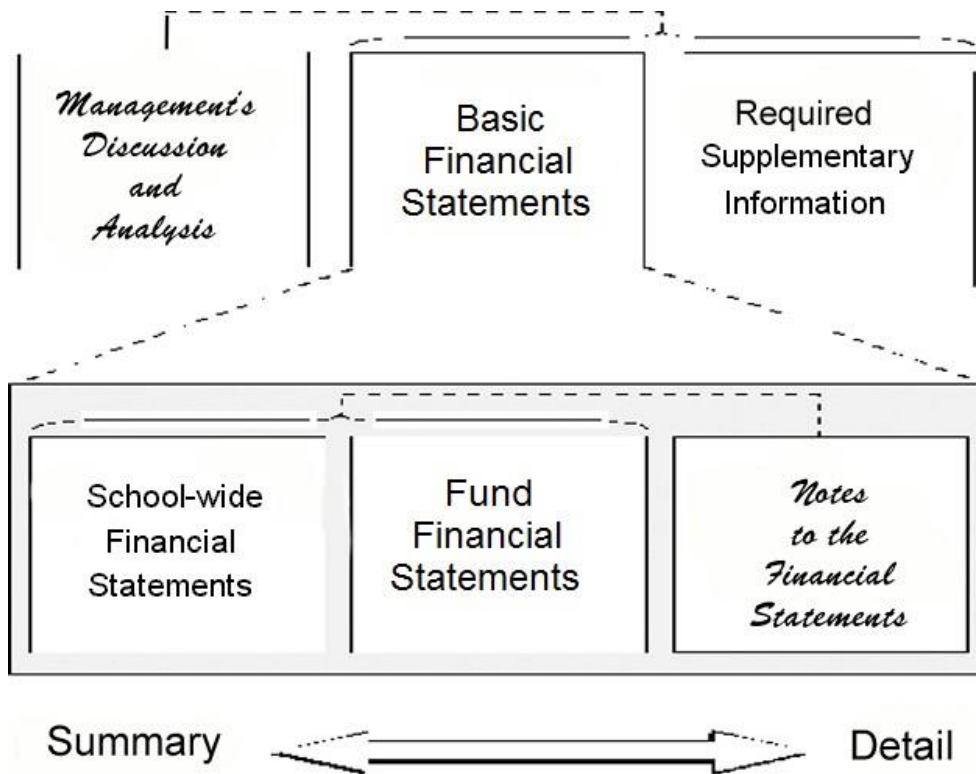 Management's
Discussion
and
Analysis
Basic
Financial
Statements
Required
Supplementary
Information
School-wide
Financial
Statements
Fund
Financial
Statements
Notes
to the
Financial
Statements
Summary
Detail